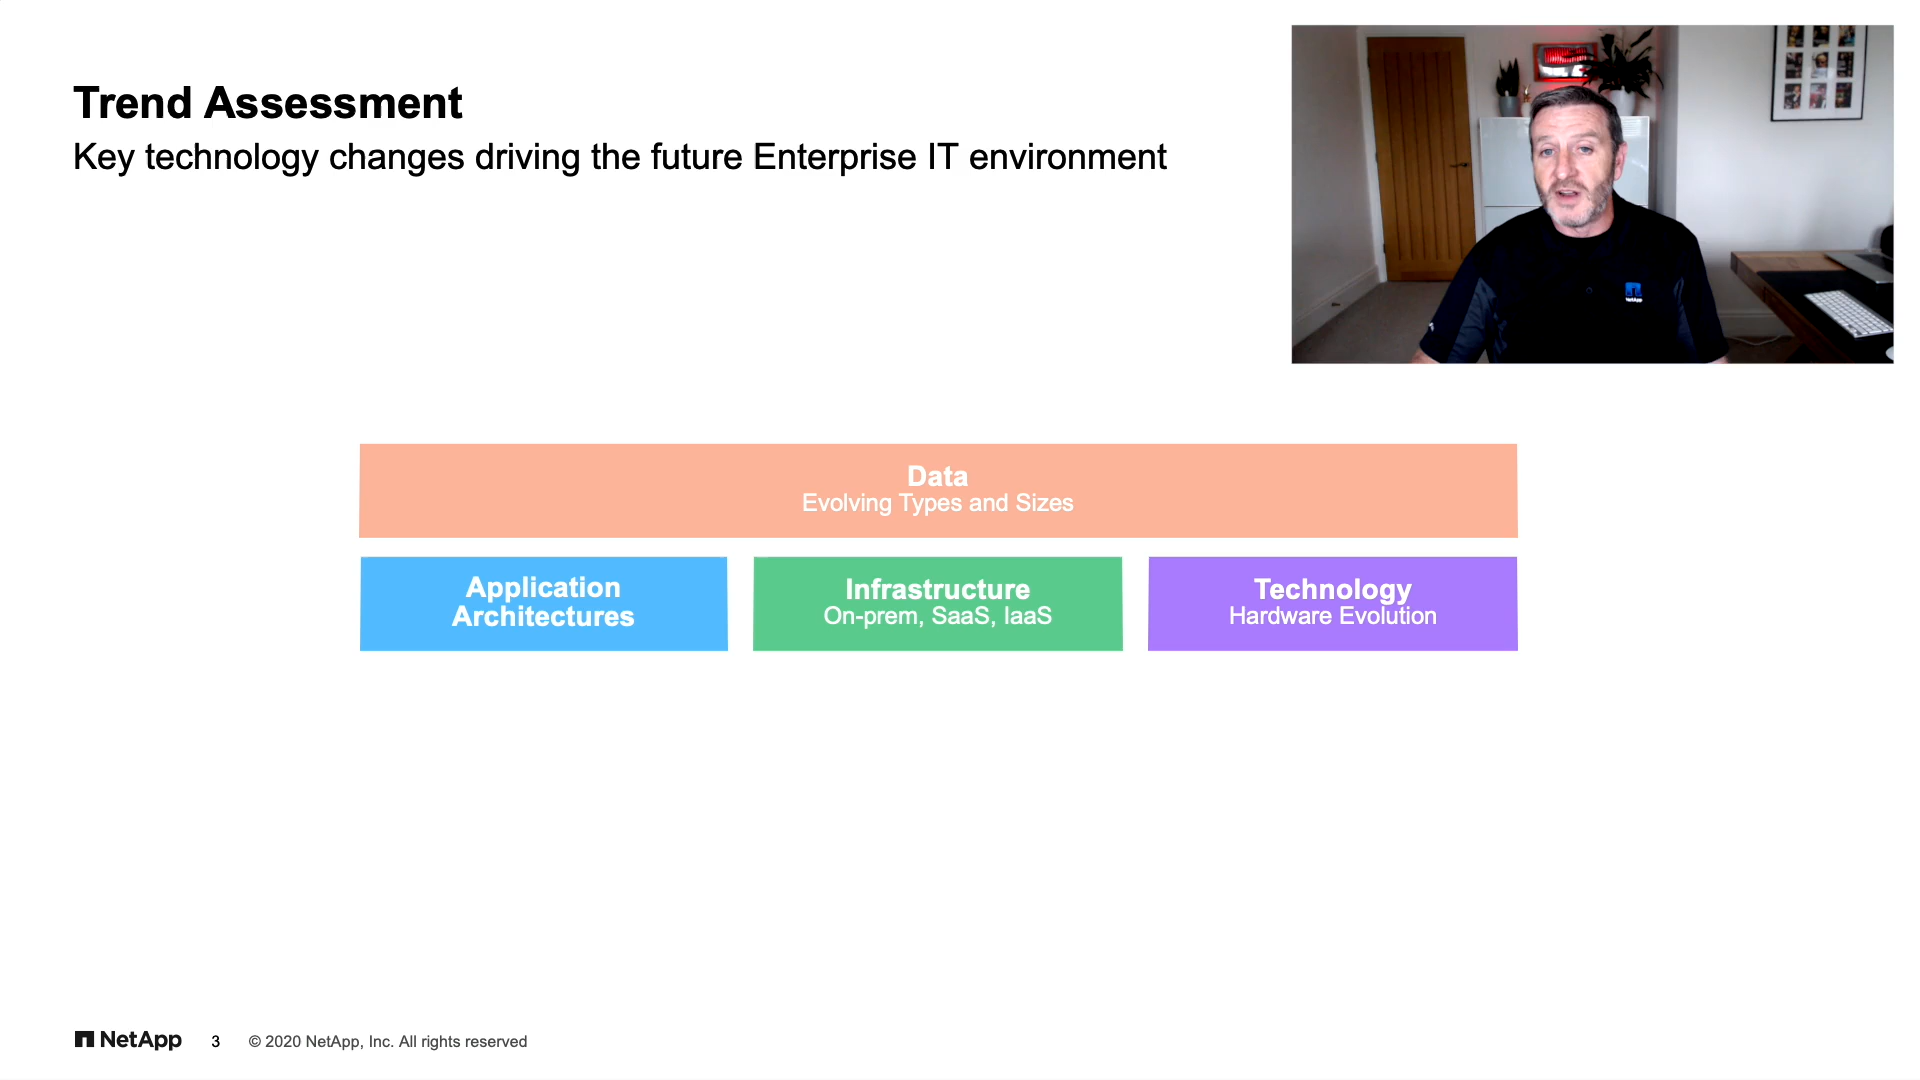 Trend Assessment
Key technology changes driving the future Enterprise IT environment
NetApp
Data
Evolving Types and Sizes
Application
Architectures
Infrastructure
On-prem, SaaS, IaaS
Technology
Hardware Evolution
NetApp 3 © 2020 NetApp, Inc. All rights reserved